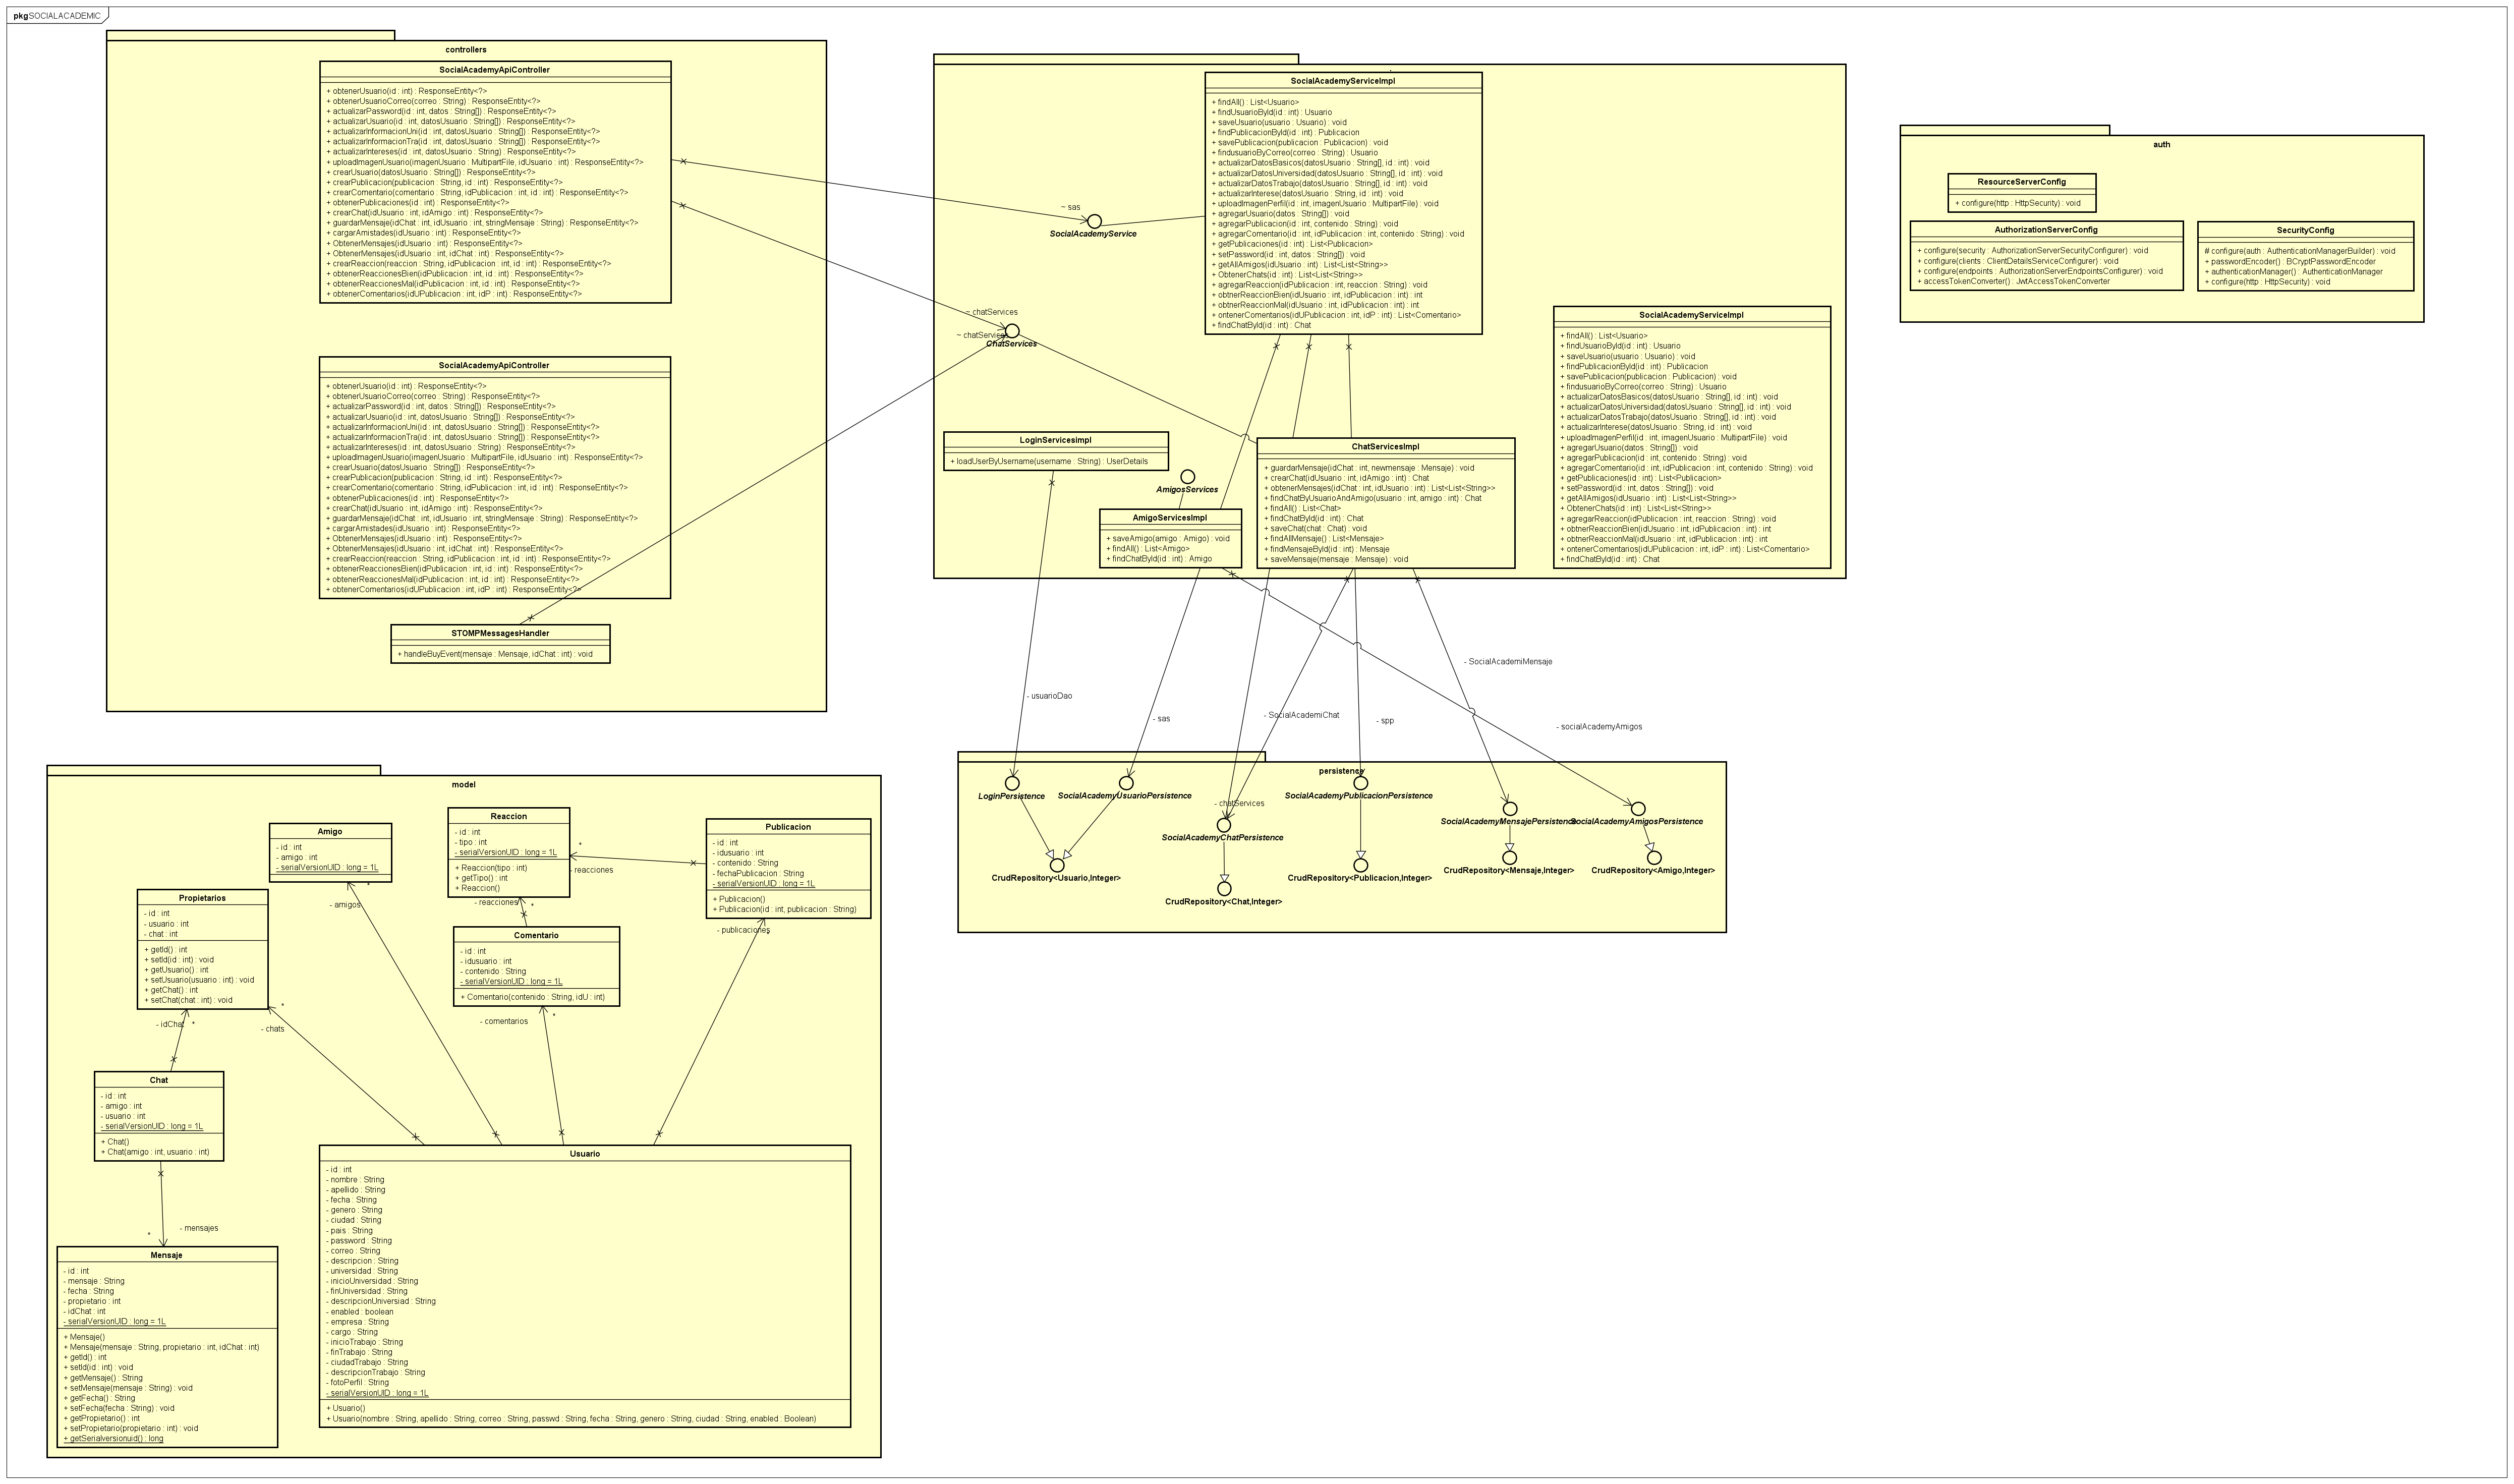 pkg SOCIALACADEMIC
controllers
SocialAcademyApiController
+ obtenerUsuario(id : int) : ResponseEntity<?>
+ obtenerUsuarioCorreo(correo : String) : ResponseEntity<?>
+ actualizarPassword(id : int, datos : String[]) : ResponseEntity<?>
+ actualizarUsuario(id : int, datosUsuario : String[]) : ResponseEntity<?>
+ actualizarInformacionUni(id : int, datosUsuario : String[]) : ResponseEntity<?>
+ actualizarInformacionTra(id : int, datosUsuario : String[]) : ResponseEntity<?>
+ actualizarIntereses(id : int, datosUsuario : String) : ResponseEntity<?>
+ uploadImagenUsuario(imagenUsuario : MultipartFile, idUsuario : int) : ResponseEntity<?>
+ crearUsuario(datosUsuario : String[]) : ResponseEntity<?>
+ crearPublicacion(publicacion : String, id : int) : ResponseEntity<?>
+ crearComentario(comentario : String, idPublicacion : int, id : int) : ResponseEntity<?>
+ obtenerPublicaciones(id : int) : ResponseEntity<?>
+ crearChat(idUsuario : int, idAmigo : int) : ResponseEntity<?>
+ guardarMensaje(idChat : int, idUsuario : int, stringMensaje : String) : ResponseEntity<?>
+ cargarAmistades(idUsuario : int) : ResponseEntity<?>
+ ObtenerMensajes(idUsuario : int) : ResponseEntity<?>
+ ObtenerMensajes(idUsuario : int, idChat : int) : ResponseEntity<?>
+ crearReaccion(reaccion : String, idPublicacion : int, id : int) : ResponseEntity<?>
+ obtenerReaccionesBien(idPublicacion : int, id : int) : ResponseEntity<?>
+ obtenerReaccionesMal(idPublicacion : int, id : int) : ResponseEntity<?>
+ obtenerComentarios(idUPublicacion : int, idP : int) : ResponseEntity<?>
SocialAcademyApiController
+ obtenerUsuario(id : int) : ResponseEntity<?>
+ obtenerUsuarioCorreo(correo : String) : ResponseEntity<?>
+ actualizarPassword(id : int, datos : String[]) : ResponseEntity<?>
+ actualizarUsuario(id : int, datosUsuario : String[]) : ResponseEntity<?>
+ actualizarInformacionUni(id : int, datosUsuario : String[]) : ResponseEntity<?>
+ actualizarInformacionTra(id : int, datosUsuario : String[]) : ResponseEntity<?>
+ actualizarIntereses(id : int, datosUsuario : String) : ResponseEntity<?>
+ uploadImagenUsuario(imagenUsuario : MultipartFile, idUsuario : int) : ResponseEntity<?>
+ crearUsuario(datosUsuario : String[]) : ResponseEntity<?>
+ crearPublicacion(publicacion : String, id : int) : ResponseEntity<?>
+ crearComentario(comentario : String, idPublicacion : int, id : int) : ResponseEntity<?>
+ obtenerPublicaciones(id : int) : ResponseEntity<?>
+ crearChat(idUsuario : int, idAmigo : int) : ResponseEntity<?>
+ guardarMensaje(idChat : int, idUsuario : int, stringMensaje : String) : ResponseEntity<?>
+ cargarAmistades(idUsuario : int) : ResponseEntity<?>
+ ObtenerMensajes(idUsuario : int) : ResponseEntity<?>
+ ObtenerMensajes(idUsuario : int, idChat : int) : ResponseEntity<?>
+ crearReaccion(reaccion : String, idPublicacion : int, id : int) : ResponseEntity<?>
+ obtenerReaccionesBien(idPublicacion : int, id : int) : ResponseEntity<?>
+ obtenerReaccionesMal(idPublicacion : int, id : int) : ResponseEntity<?>
+ obtenerComentarios(idUPublicacion : int, idP : int) : ResponseEntity<?>
STOMPMessagesHandler
+ handleBuyEvent(mensaje : Mensaje, idChat : int) : void
SocialAcademyServiceImpl
+ findAll() : List<Usuario>
+ findUsuarioById(id : int) : Usuario
+ saveUsuario(usuario : Usuario) : void
+ findPublicacionById(id : int) : Publicacion
+ savePublicacion(publicacion : Publicacion) : void
+ findusuarioByCorreo(correo : String) : Usuario
+ actualizarDatosBasicos(datosUsuario : String[], id : int) : void
+ actualizarDatosUniversidad(datosUsuario : String[], id : int) : void
+ actualizarDatosTrabajo(datosUsuario : String[], id : int) : void
+ actualizarInterese(datosUsuario : String, id : int) : void
+ uploadImagenPerfil(id : int, imagenUsuario : MultipartFile) : void
+ agregarUsuario(datos : String[]) : void
+ agregarPublicacion(id : int, contenido : String) : void
+ agregarComentario(id : int, idPublicacion : int, contenido : String) : void
+ getPublicaciones(id : int) : List<Publicacion>
+ setPassword(id : int, datos : String[]) : void
+ getAllAmigos(idUsuario : int) : List<List<String>>
+ ObtenerChats(id : int) : List<List<String>>
+ agregarReaccion(idPublicacion : int, reaccion : String) : void
+ obtnerReaccionBien(idUsuario : int, idPublicacion : int) : int
+ obtnerReaccionMal(idUsuario : int, idPublicacion : int) : int
+ ontenerComentarios(idUPublicacion : int, idP : int) : List<Comentario>
+ findChatById(id : int) : Chat
~ sas
SocialAcademyService
~ chatServices
~ chatServices
ChatServices
SocialAcademyServiceImpl
+ findAll() : List<Usuario>
+ findUsuarioById(id : int) : Usuario
+ saveUsuario(usuario : Usuario) : void
+ findPublicacionById(id : int) : Publicacion
+ savePublicacion(publicacion : Publicacion) : void
+ findusuarioByCorreo(correo : String) : Usuario
+ actualizarDatosBasicos(datosUsuario : String[], id : int) : void
+ actualizarDatosUniversidad(datosUsuario : String[], id : int) : void
+ actualizarDatosTrabajo(datosUsuario : String[], id : int) : void
+ actualizarInterese(datosUsuario : String, id : int) : void
+ uploadImagenPerfil(id : int, imagenUsuario : MultipartFile) : void
+ agregarUsuario(datos : String[]) : void
+ agregarPublicacion(id : int, contenido : String) : void
+ agregarComentario(id : int, idPublicacion : int, contenido : String) : void
+ getPublicaciones(id : int) : List<Publicacion>
+ setPassword(id : int, datos : String[]) : void
+ getAllAmigos(idUsuario : int) : List<List<String>>
+ ObtenerChats(id : int) : List<List<String>>
+ agregarReaccion(idPublicacion : int, reaccion : String) : void
+ obtnerReaccionBien(idUsuario : int, idPublicacion : int) : int
+ obtnerReaccionMal(idUsuario : int, idPublicacion : int) : int
+ ontenerComentarios(idUPublicacion : int, idP : int) : List<Comentario>
+ findChatById(id : int) : Chat
LoginServicesimpl
+ loadUserByUsername(username : String) : UserDetails
AmigosServices
AmigoServicesImpl
+ saveAmigo(amigo : Amigo) : void
+ findAll() : List<Amigo>
+ findChatById(id : int) : Amigo
ChatServicesImpl
+ guardarMensaje(idChat : int, newmensaje : Mensaje) : void
+ crearChat(idUsuario : int, idAmigo : int) : Chat
+ obtenerMensajes(idChat : int, idUsuario : int) : List<List<String>>
+ findChatByUsuarioAndAmigo(usuario : int, amigo : int) : Chat
+ findAll() : List<Chat>
+ findChatById(id : int) : Chat
+ saveChat(chat : Chat) : void
+ findAllMensaje() : List<Mensaje>
+ findMensajeById(id : int) : Mensaje
+ saveMensaje(mensaje : Mensaje) : void
auth
ResourceServerConfig
+ configure(http : HttpSecurity) : void
AuthorizationServerConfig
+ configure(security : AuthorizationServerSecurityConfigurer) : void
+ configure(clients : ClientDetailsServiceConfigurer) : void
+ configure(endpoints : AuthorizationServerEndpointsConfigurer) : void
+ accessTokenConverter() : JwtAccessTokenConverter
SecurityConfig
# configure(auth : AuthenticationManagerBuilder) : void
+ passwordEncoder() : BCryptPasswordEncoder
+ authenticationManager() : AuthenticationManager
+ configure(http : HttpSecurity) : void
- SocialAcademiMensaje
- usuarioDao
- sas
- SocialAcademiChat
- spp
- socialAcademyAmigos
persistency
LoginPersistence
SocialAcademyUsuarioPersistence
SocialAcademyPublicacionPersistence
- chatServices
SocialAcademyChatPersistence
SocialAcademyMensajePersistence
SocialAcademyAmigosPersistence
CrudRepository<Usuario,Integer>
CrudRepository<Publicacion,Integer>
CrudRepository<Mensaje,Integer>
CrudRepository<Amigo,Integer>
CrudRepository<Chat,Integer>
model
Amigo
- id : int
- amigo : int
- serialVersionUID : long = 1L
*
- amigos
Reaccion
- id : int
- tipo : int
- serialVersionUID : long = 1L
+ Reaccion(tipo : int)
+ getTipo() : int
+ Reaccion()
*
- reacciones
- reacciones
*
Publicacion
- id : int
- idusuario : int
- contenido : String
- fechaPublicacion : String
- serialVersionUID : long = 1L
+ Publicacion()
+ Publicacion(id : int, publicacion : String)
- publicaciones
*
Propietarios
- id : int
- usuario : int
- chat : int
+ getId() : int
+ setId(id : int) : void
+ getUsuario() : int
+ setUsuario(usuario : int) : void
+ getChat() : int
+ setChat(chat : int) : void
- idChat
*
*
- chats
Comentario
- id : int
- idusuario : int
- contenido : String
- serialVersionUID : long = 1L
+ Comentario(contenido : String, idU : int)
*
- comentarios
Chat
- id : int
- amigo : int
- usuario : int
- serialVersionUID : long = 1L
+ Chat()
+ Chat(amigo : int, usuario : int)
- mensajes
*
Mensaje
- id : int
- mensaje : String
- fecha : String
- propietario : int
- idChat : int
- serialVersionUID : long = 1L
+ Mensaje()
+ Mensaje(mensaje : String, propietario : int, idChat : int)
+ getId() : int
+ setId(id : int) : void
+ getMensaje() : String
+ setMensaje(mensaje : String) : void
+ getFecha() : String
+ setFecha(fecha : String) : void
+ getPropietario() : int
+ setPropietario(propietario : int) : void
+ getSerialversionuid() : long
Usuario
- id : int
- nombre : String
- apellido : String
- fecha : String
- genero : String
- ciudad : String
- pais : String
- password : String
- correo : String
- descripcion : String
- universidad : String
- inicioUniversidad : String
- finUniversidad : String
- descripcionUniversiad : String
- enabled : boolean
- empresa : String
- cargo : String
- inicioTrabajo : String
- finTrabajo : String
- ciudadTrabajo : String
- descripcionTrabajo : String
- fotoPerfil : String
- serialVersionUID : long = 1L
+ Usuario()
+ Usuario(nombre : String, apellido : String, correo : String, passwd : String, fecha : String, genero : String, ciudad : String, enabled : Boolean)